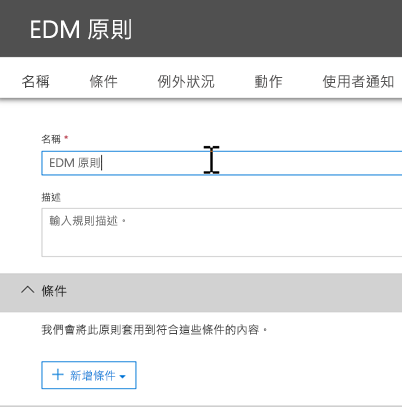 EDM 原則
名稱 條件 例外狀況 動作 使用者通知
名稱 *
EDM 原則
描述
輸入規則描述。
條件
我們會將此原則套用到符合這些條件的內容。
新增條件